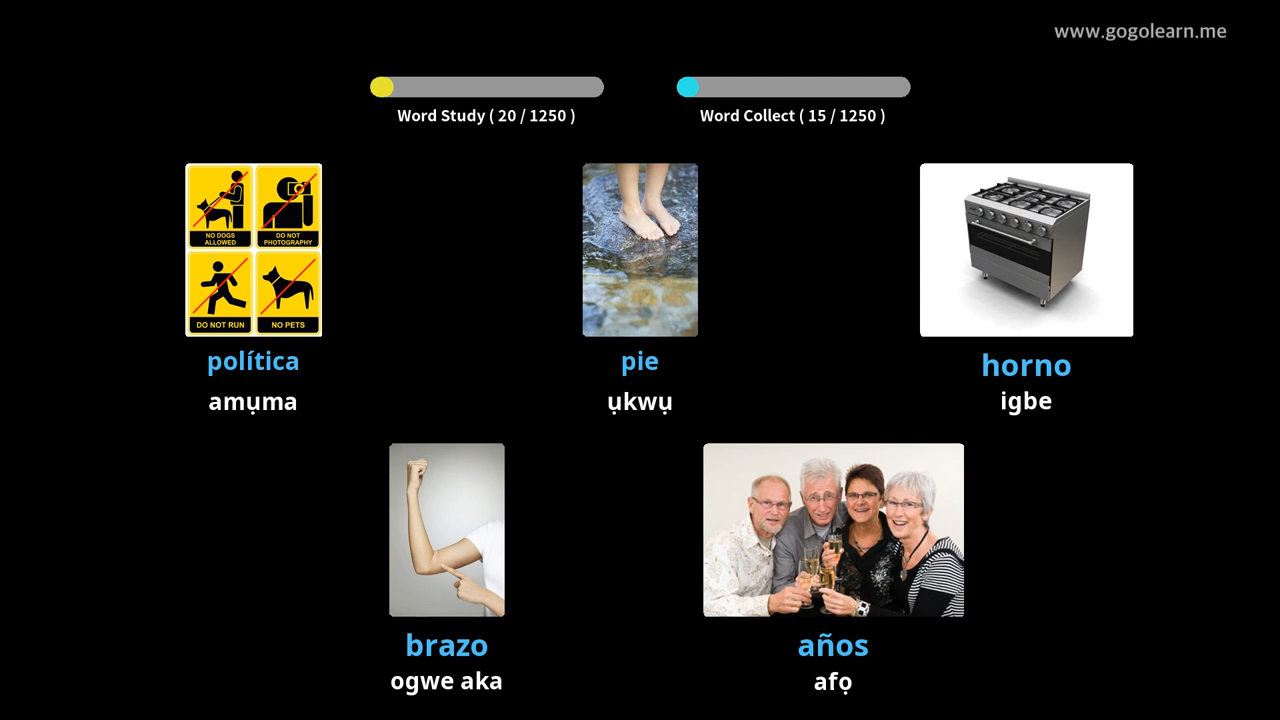 www.gogolearn.me
Word Study ( 20 / 1250 )
Word Collect ( 15 / 1250 )
NO DOGS
ALLOWED
DO NOT
PHOTOGRAPHY
DO NOT RUN
NO PETS
política
amụma
pie
ụkwụ
horno
igbe
brazo
ogwe aka
años
afọ